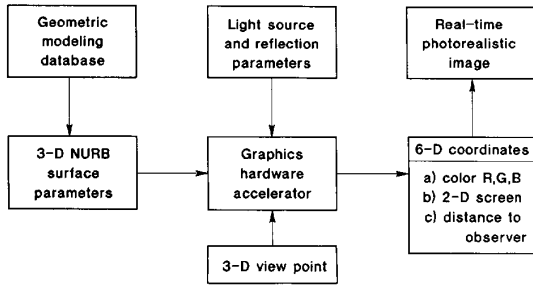 Geometric
modeling
database
Light source
and reflection
parameters
Real-time
photorealistic
image
3-D NURB
surface
parameters
Graphics
hardware
accelerator
6-D coordinates
a) color R,G,B
b) 2-D screen
c) distance to
observer
3-D view point